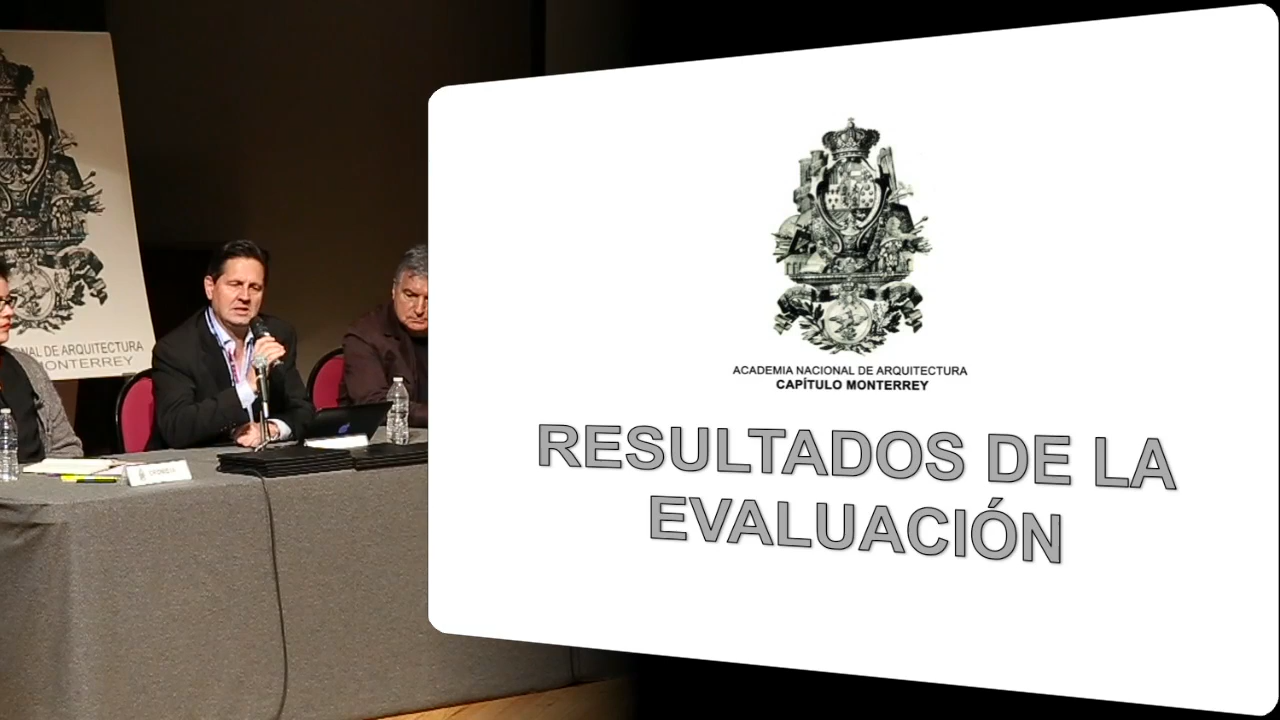 NAL DE ARQUITECTURA
MONTERREY
ACADEMIA NACIONAL DE ARQUITECTURA
CAPÍTULO MONTERREY
RESULTADOS DE LA
EVALUACIÓN